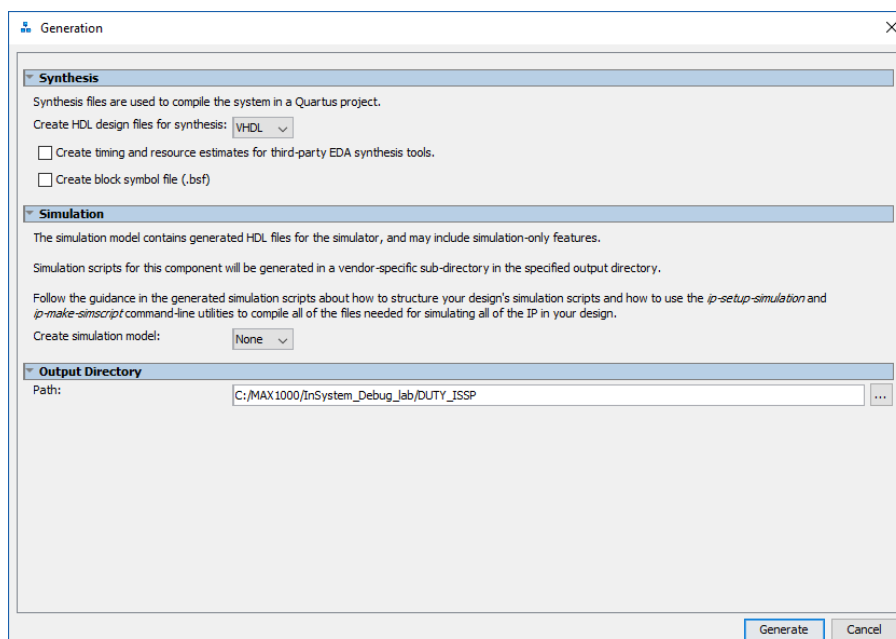 Generation
Synthesis
Synthesis files are used to compile the system in a Quartus project.
Create HDL design files for synthesis: VHDL
Create timing and resource estimates for third-party EDA synthesis tools.
Create block symbol file (.bsf)
Simulation
The simulation model contains generated HDL files for the simulator, and may include simulation-only features.
Simulation scripts for this component will be generated in a vendor-specific sub-directory in the specified output directory.
Follow the guidance in the generated simulation scripts about how to structure your design's simulation scripts and how to use the ip-setup-simulation and
ip-make-simscript command-line utilities to compile all of the files needed for simulating all of the IP in your design.
Create simulation model: None
Output Directory
Path: C:/MAX1000/InSystem_Debug_lab/DUTY_ISSP ...
Generate Cancel